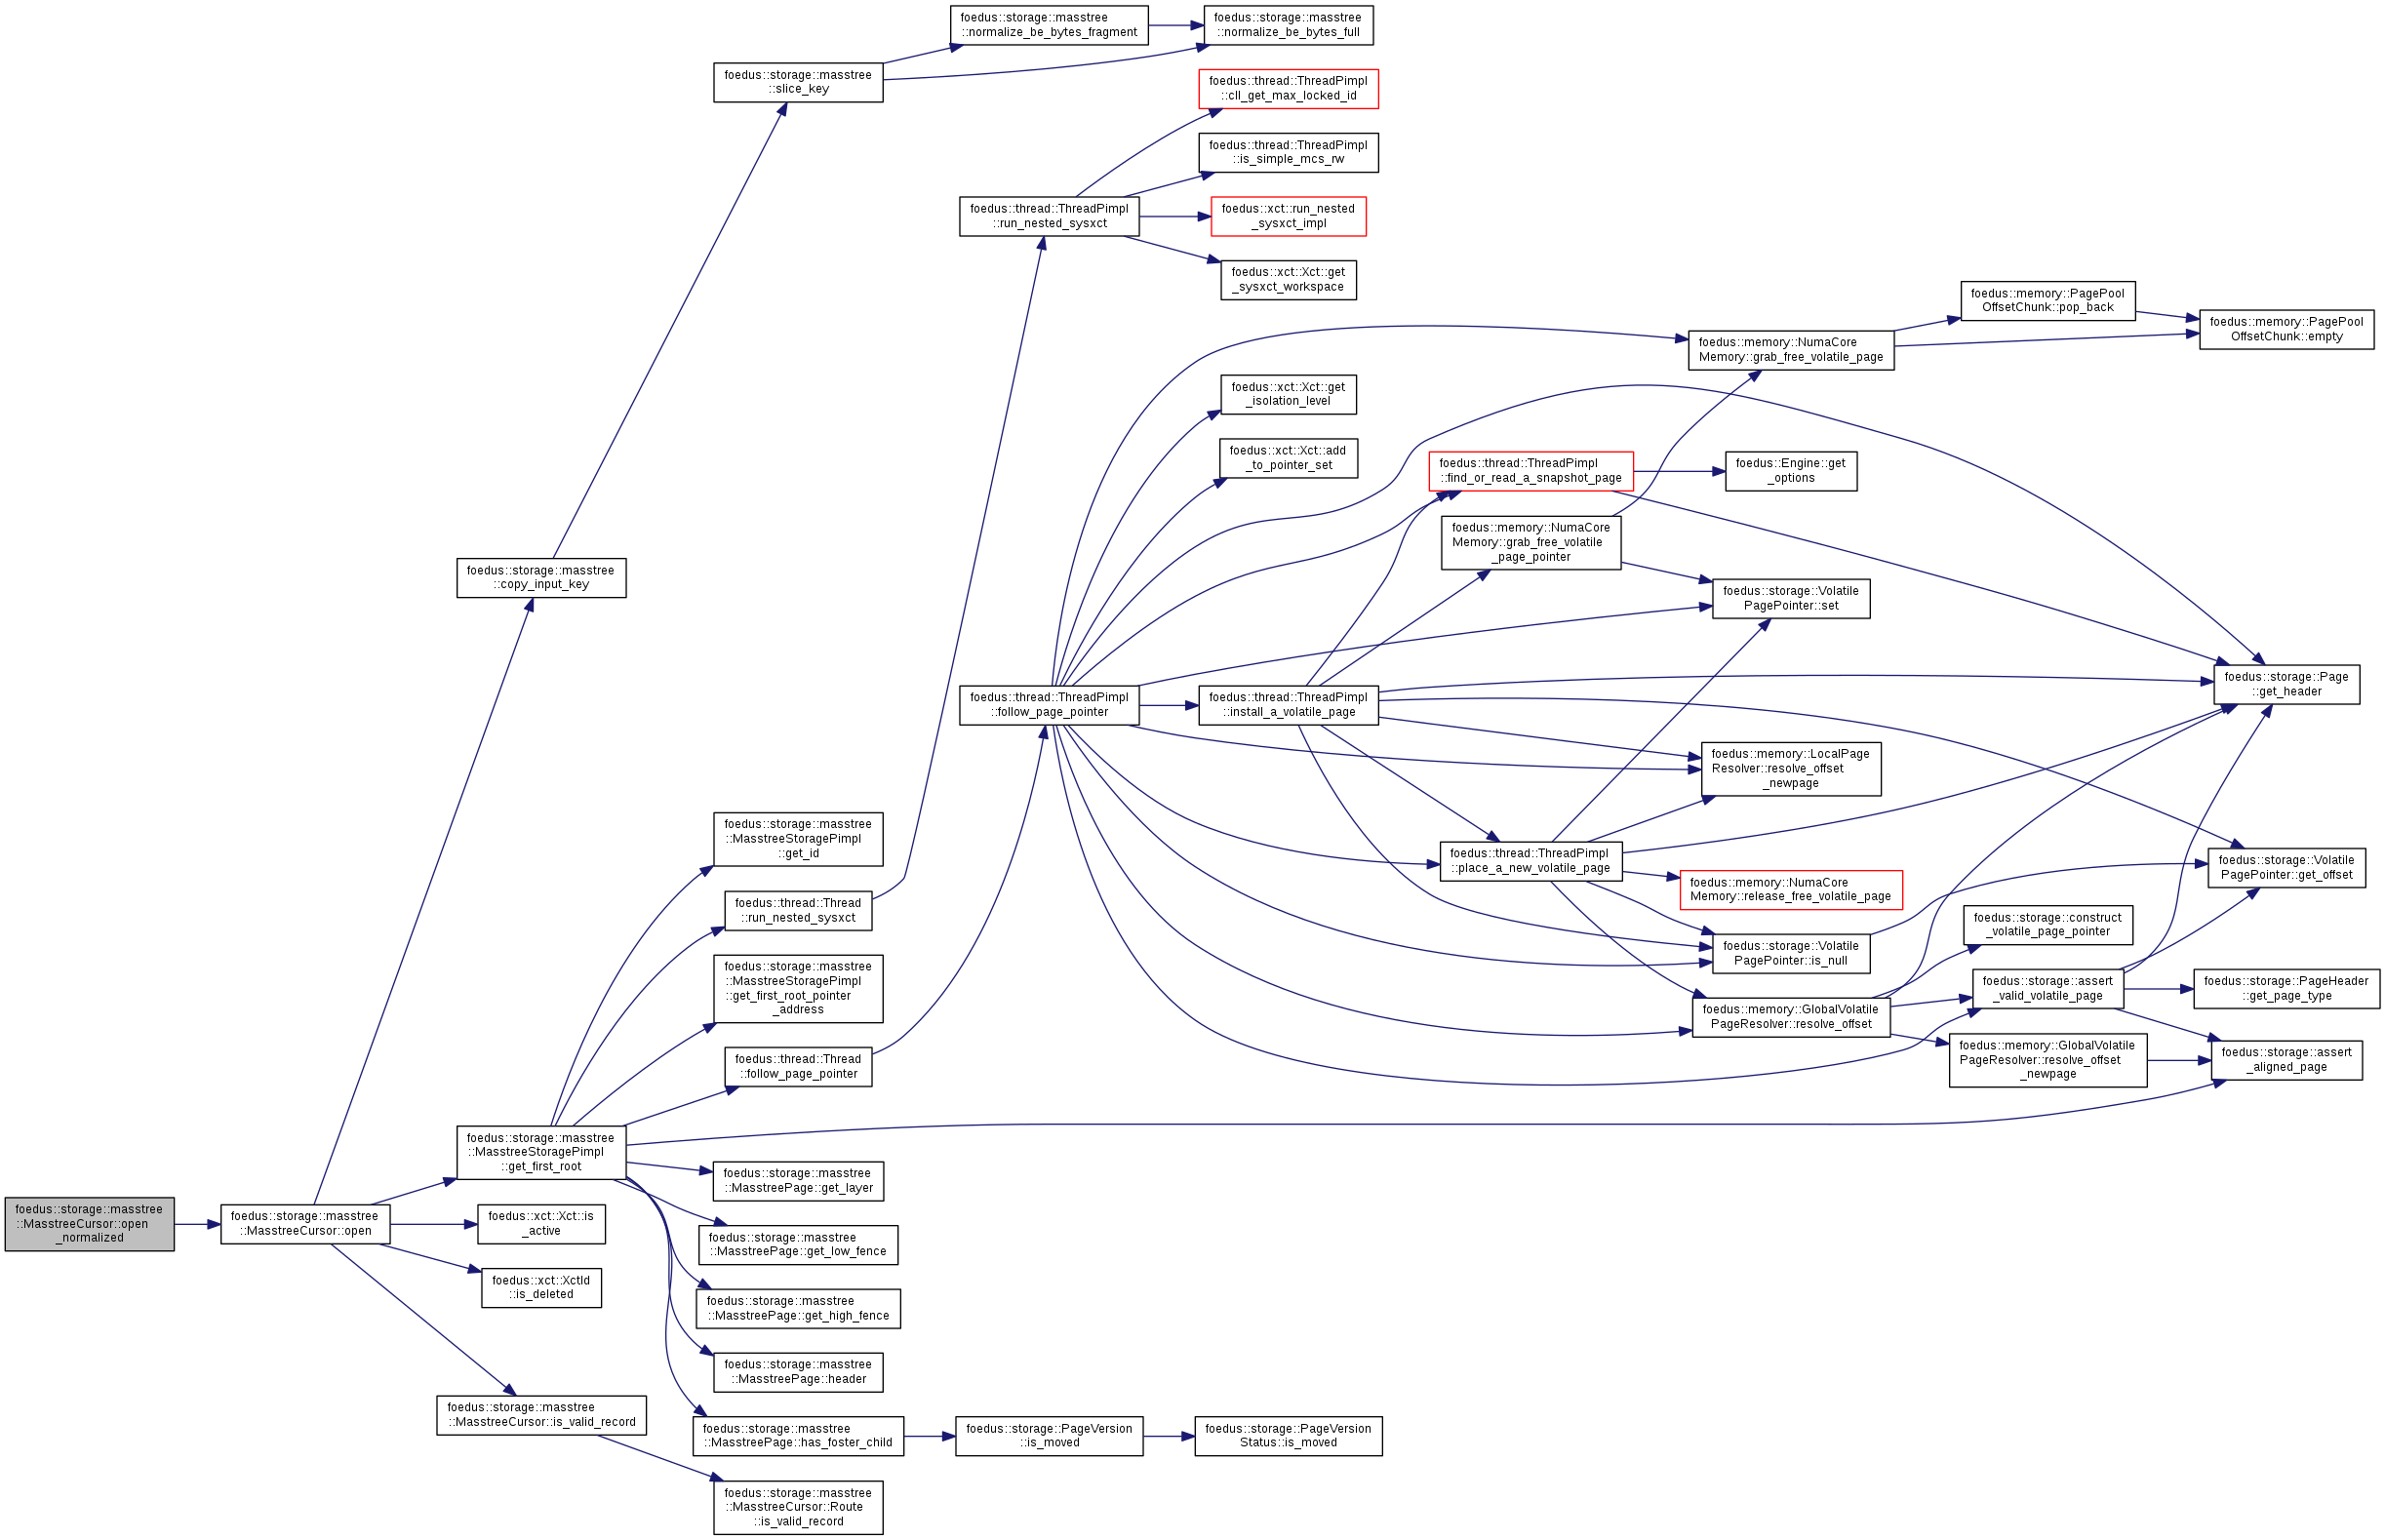 foedus::storage::masstree
::normalize_be_bytes_fragment
foedus::storage::masstree
::normalize_be_bytes_full
foedus::storage::masstree
::slice_key
foedus::thread::ThreadPimpl
::cll_get_max_locked_id
foedus::thread::ThreadPimpl
::is_simple_mcs_rw
foedus::thread::ThreadPimpl
::run_nested_sysxct
foedus::xct::run_nested
_sysxct_impl
foedus::xct::Xct::get
_sysxct_workspace
foedus::memory::PagePool
OffsetChunk::pop_back
foedus::memory::PagePool
OffsetChunk::empty
foedus::memory::NumaCore
Memory::grab_free_volatile_page
foedus::xct::Xct::get
_isolation_level
foedus::xct::Xct::add
_to_pointer_set
foedus::thread::ThreadPimpl
::find_or_read_a_snapshot_page
foedus::Engine::get
_options
foedus::memory::NumaCore
Memory::grab_free_volatile
_page_pointer
foedus::storage::masstree
::copy_input_key
foedus::storage::Volatile
PagePointer::set
foedus::storage::Page
::get_header
foedus::thread::ThreadPimpl
::follow_page_pointer
foedus::thread::ThreadPimpl
::install_a_volatile_page
foedus::memory::LocalPage
Resolver::resolve_offset
_newpage
foedus::storage::masstree
::MasstreeStoragePimpl
::get_id
foedus::thread::ThreadPimpl
::place_a_new_volatile_page
foedus::storage::Volatile
PagePointer::get_offset
foedus::memory::NumaCore
Memory::release_free_volatile_page
foedus::thread::Thread
::run_nested_sysxct
foedus::storage::construct
_volatile_page_pointer
foedus::storage::Volatile
PagePointer::is_null
foedus::storage::masstree
::MasstreeStoragePimpl
::get_first_root_pointer
_address
foedus::storage::assert
_valid_volatile_page
foedus::storage::PageHeader
::get_page_type
foedus::memory::GlobalVolatile
PageResolver::resolve_offset
foedus::memory::GlobalVolatile
PageResolver::resolve_offset
_newpage
foedus::storage::assert
_aligned_page
foedus::thread::Thread
::follow_page_pointer
foedus::storage::masstree
::MasstreeStoragePimpl
::get_first_root
foedus::storage::masstree
::MasstreePage::get_layer
foedus::storage::masstree
::MasstreeCursor::open
_normalized
foedus::storage::masstree
::MasstreeCursor::open
foedus::xct::Xct::is
_active
foedus::storage::masstree
::MasstreePage::get_low_fence
foedus::xct::XctId
::is_deleted
foedus::storage::masstree
::MasstreePage::get_high_fence
foedus::storage::masstree
::MasstreePage::header
foedus::storage::masstree
::MasstreeCursor::is_valid_record
foedus::storage::masstree
::MasstreePage::has_foster_child
foedus::storage::PageVersion
::is_moved
foedus::storage::PageVersion
Status::is_moved
foedus::storage::masstree
::MasstreeCursor::Route
::is_valid_record